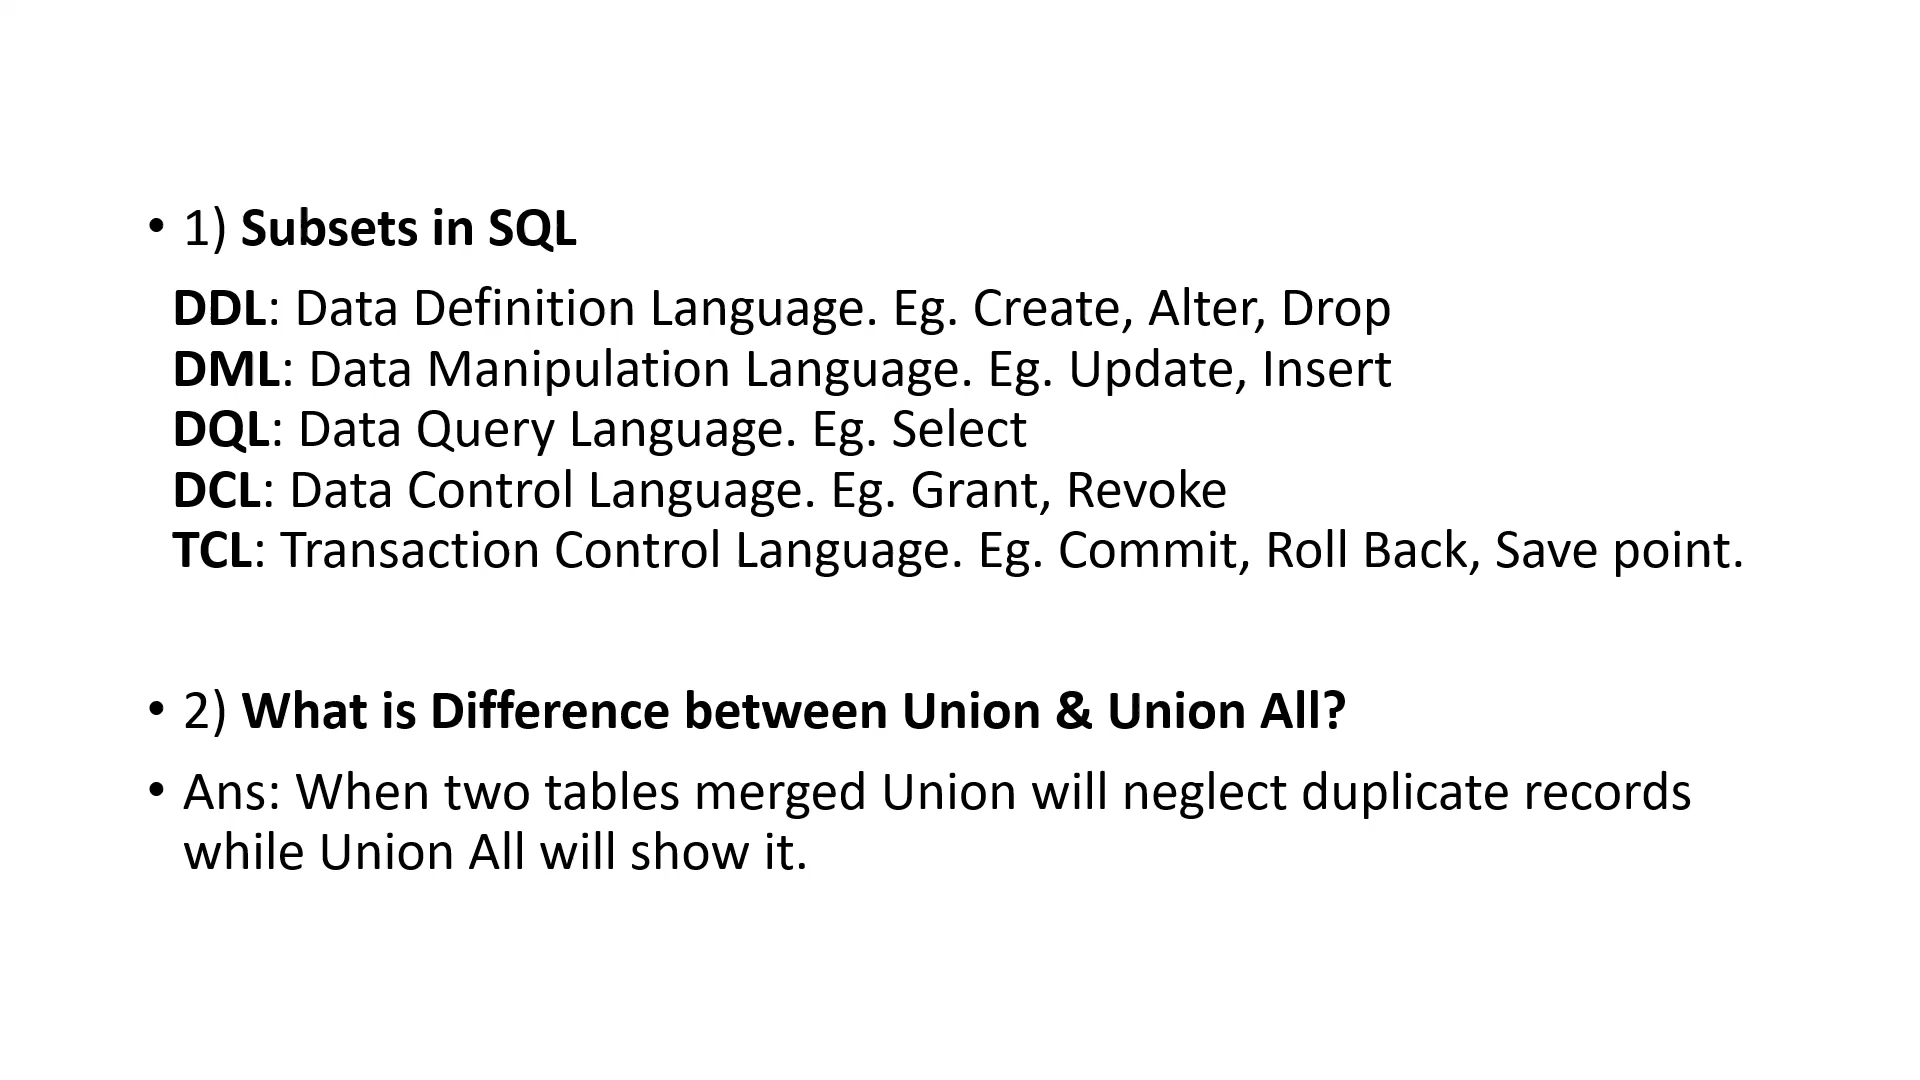 • 1) Subsets in SQL
DDL: Data Definition Language. Eg. Create, Alter, Drop
DML: Data Manipulation Language. Eg. Update, Insert
DQL: Data Query Language. Eg. Select
DCL: Data Control Language. Eg. Grant, Revoke
TCL: Transaction Control Language. Eg. Commit, Roll Back, Save point.
• 2) What is Difference between Union & Union All?
• Ans: When two tables merged Union will neglect duplicate records
while Union All will show it.